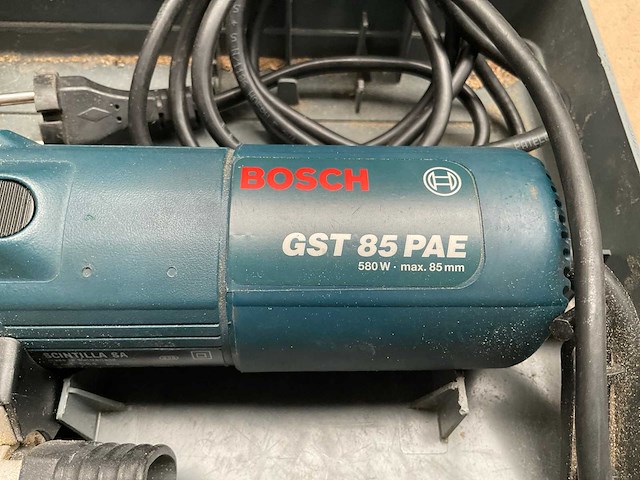 BOSCH
GST 85 PAE
580 W · max. 85 mm
SCINTILLA SA